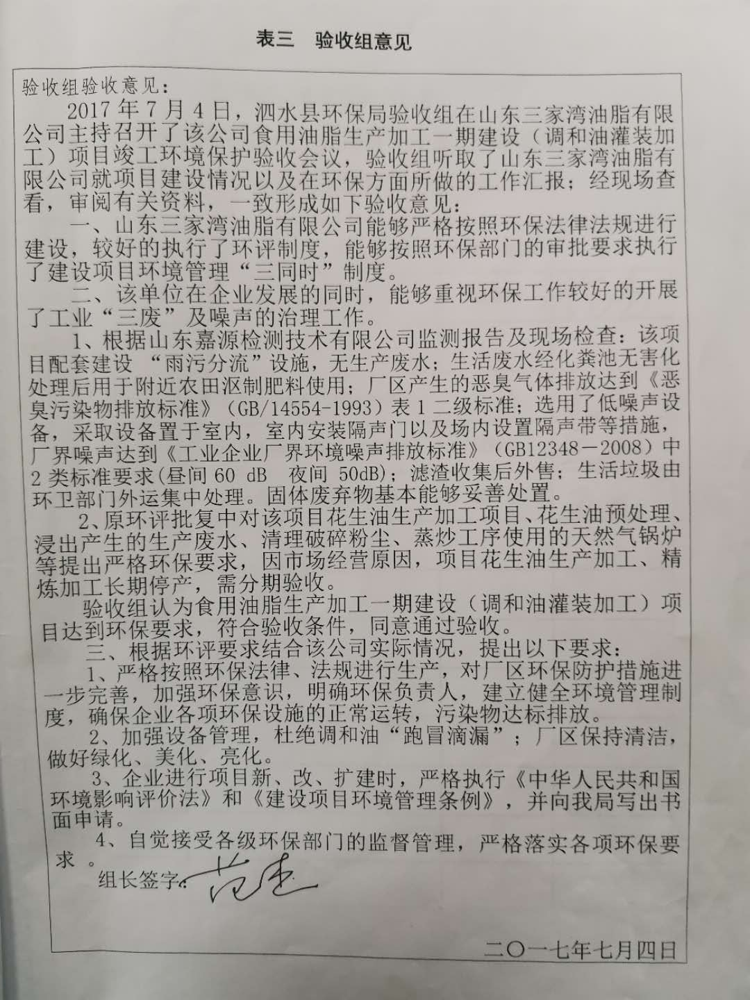 表三　验收组意见
验收组验收意见：
2017年7月4日，泗水县环保局验收组在山东三家湾油脂有限
公司主持召开了该公司食用油脂生产加工一期建设（调和油灌装加
工）项目竣工环境保护验收会议，验收组听取了山东三家湾油脂有
限公司就项目建设情况以及在环保方面所做的工作汇报；经现场查
看，审阅有关资料，一致形成如下验收意见：
一、山东三家湾油脂有限公司能够严格按照环保法律法规进行
建设，较好的执行了环评制度，能够按照环保部门的审批要求执行
了建设项目环境管理“三同时”制度。
二、该单位在企业发展的同时，能够重视环保工作较好的开展
了工业“三废”及噪声的治理工作。
1、根据山东嘉源检测技术有限公司监测报告及现场检查：该项
目配套建设 “雨污分流”设施，无生产废水；生活废水经化粪池无害化
处理后用于附近农田沤制肥料使用；厂区产生的恶臭气体排放达到《恶
臭污染物排放标准》（GB/14554-1993）表1二级标准；选用了低噪声设
备，采取设备置于室内，室内安装隔声门以及场内设置隔声带等措施，
厂界噪声达到《工业企业厂界环境噪声排放标准》（GB12348－2008）中
2类标准要求(昼间60 dB　夜间 50dB)；滤渣收集后外售；生活垃圾由
环卫部门外运集中处理。固体废弃物基本能够妥善处置。
2、原环评批复中对该项目花生油生产加工项目、花生油预处理、
浸出产生的生产废水、清理破碎粉尘、蒸炒工序使用的天然气锅炉
等提出严格环保要求，因市场经营原因，项目花生油生产加工、精
炼加工长期停产，需分期验收。
验收组认为食用油脂生产加工一期建设（调和油灌装加工）项
目达到环保要求，符合验收条件，同意通过验收。
三、根据环评要求结合该公司实际情况，提出以下要求：
1、严格按照环保法律、法规进行生产，对厂区环保防护措施进
一步完善，加强环保意识，明确环保负责人，建立健全环境管理制
度，确保企业各项环保设施的正常运转，污染物达标排放。
2、加强设备管理，杜绝调和油“跑冒滴漏”；厂区保持清洁，
做好绿化、美化、亮化。
3、企业进行项目新、改、扩建时，严格执行《中华人民共和国
环境影响评价法》和《建设项目环境管理条例》，并向我局写出书
面申请。
4、自觉接受各级环保部门的监督管理，严格落实各项环保要
求 。
组长签字：
二〇一七年七月四日